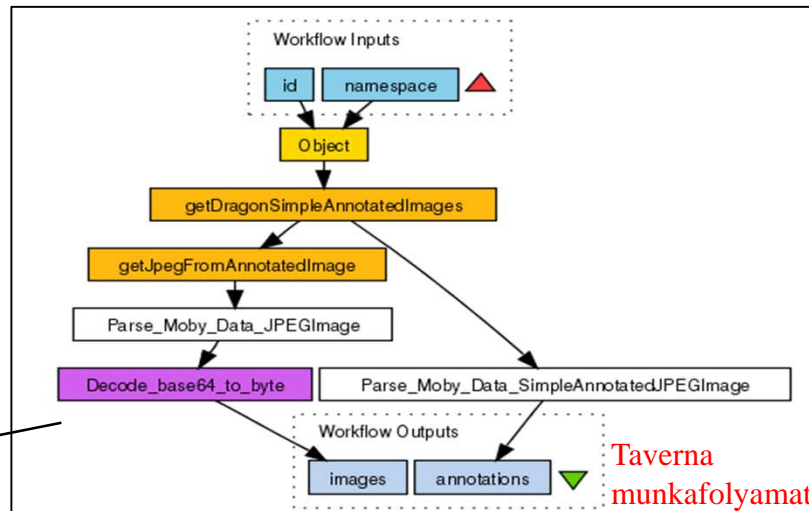 Workflow Inputs
id namespace
Object
getDragonSimpleAnnotatedImages
getJpegFromAnnotatedImage
Parse_Moby_Data_JPEGImage
Decode_base64_to_byte Parse_Moby_Data_SimpleAnnotatedJPEGImage
Workflow Outputs
images annotations
Taverna
munkafolyamat